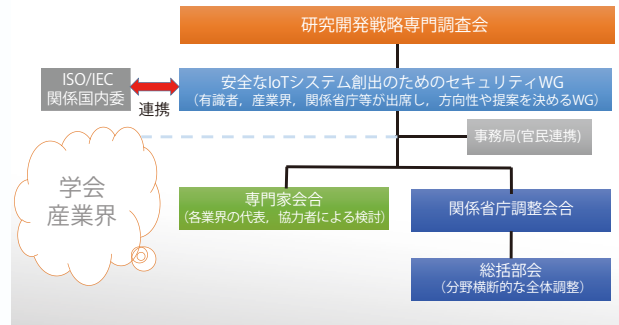 研究開発戦略専門調査会
ISO/IEC
関係国内委
連携
安全なIoTシステム創出のためのセキュリティWG
(有識者，産業界，関係省庁等が出席し，方向性や提案を決めるWG)
事務局(官民連携)
学会
産業界
専門家会合
(各業界の代表，協力者による検討)
関係省庁調整会合
総括部会
(分野横断的な全体調整)